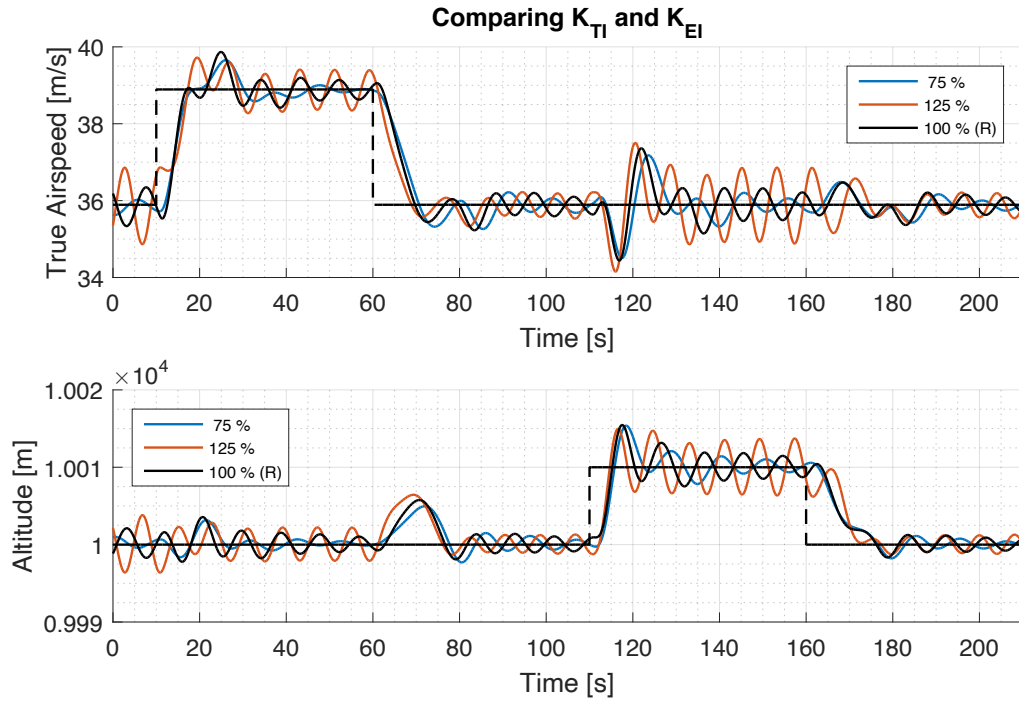 Comparing K_TI and K_EI
True Airspeed [m/s]
40
38
36
34
75 %
125 %
100 % (R)
0 20 40 60 80 100 120 140 160 180 200
Time [s]
×10⁴
Altitude [m]
1.002
1.001
1
0.999
75 %
125 %
100 % (R)
0 20 40 60 80 100 120 140 160 180 200
Time [s]